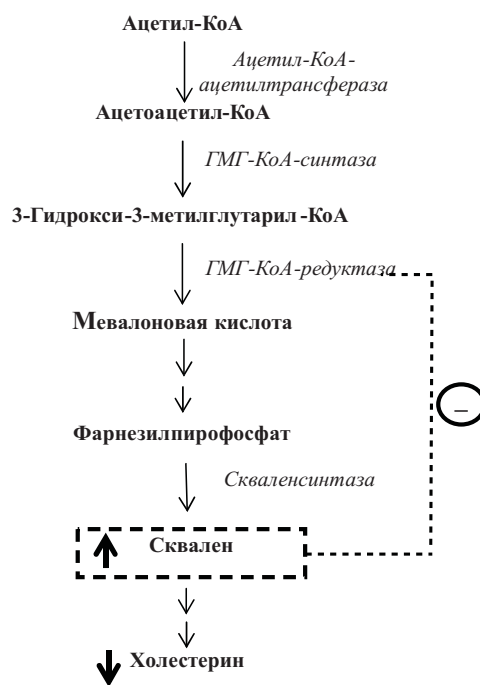 Ацетил-КоА
Ацетил-КоА-
ацетилтрансфераза
Ацетоацетил-КоА
ГМГ-КоА-синтаза
3-Гидрокси-3-метилглутарил-КоА
ГМГ-КоА-редуктаза
Мевалоновая кислота
–
Фарнезилпирофосфат
Скваленсинтаза
Сквален
Холестерин